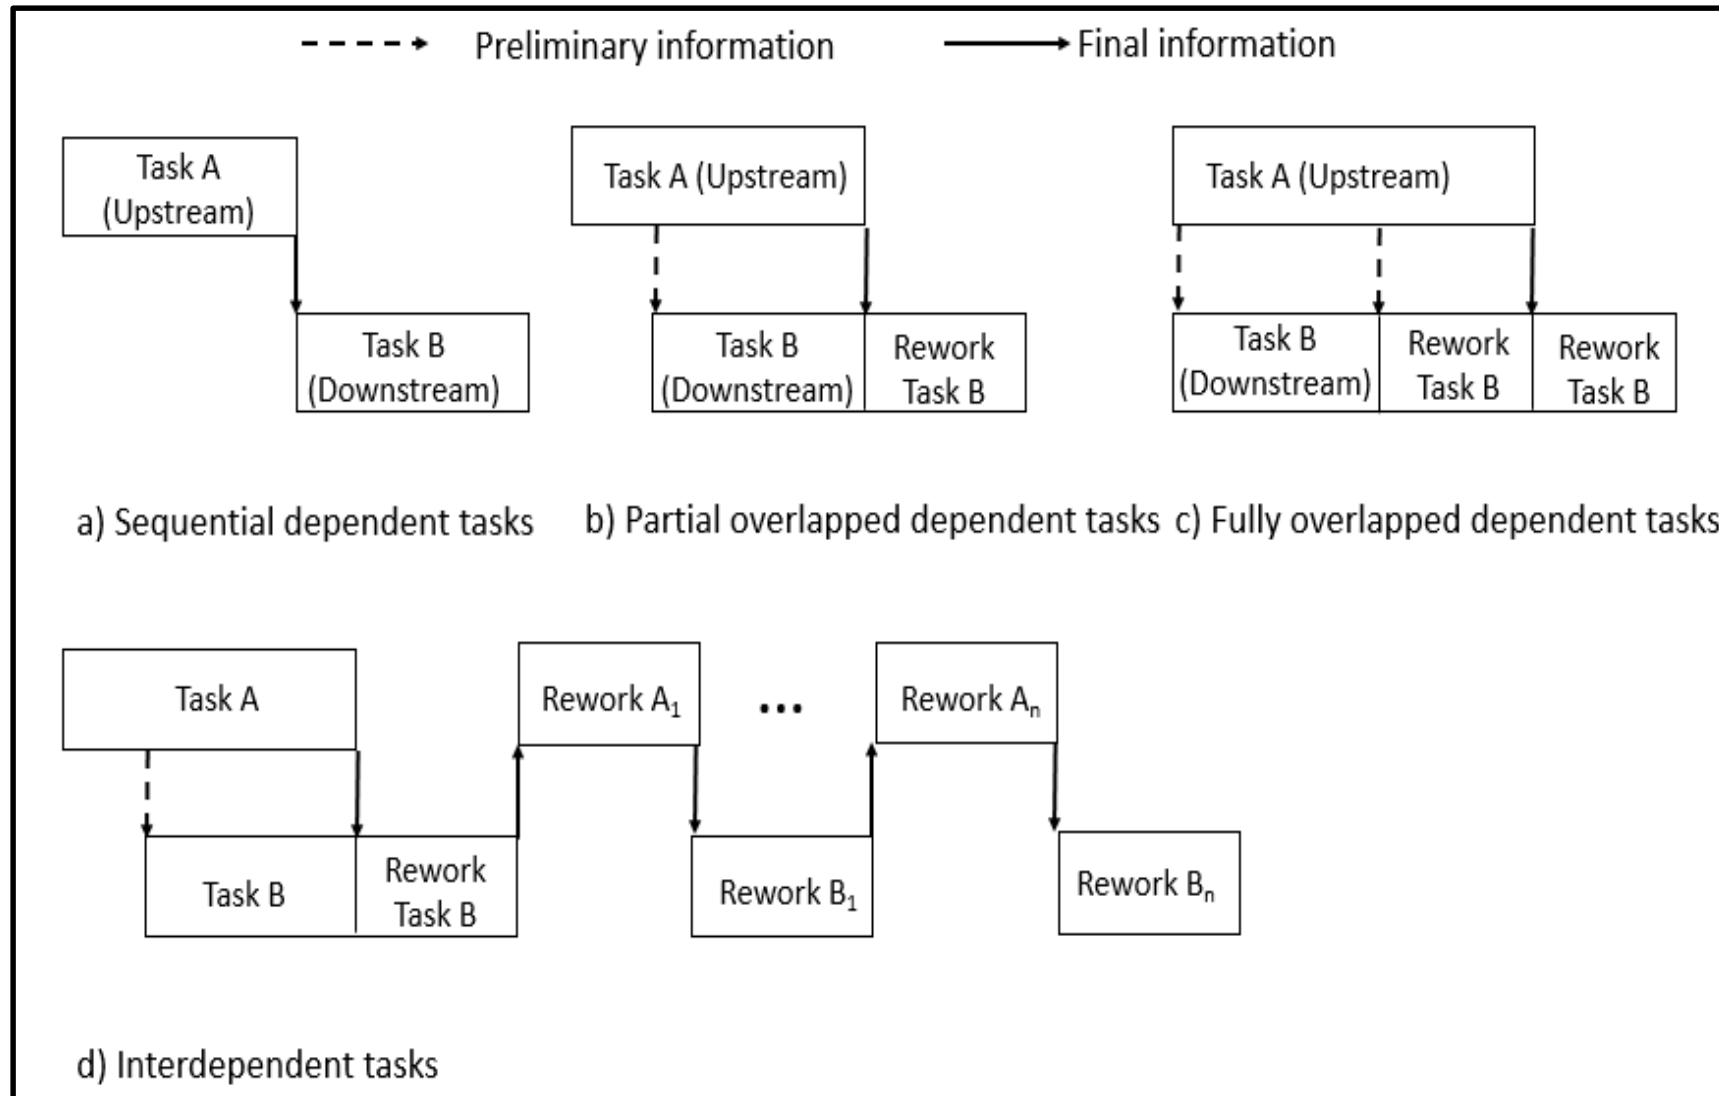 Preliminary information
Final information
Task A
(Upstream)
Task B
(Downstream)
Task A (Upstream)
Task B
(Downstream)
Rework
Task B
Task A (Upstream)
Task B
(Downstream)
Rework
Task B
Rework
Task B
a) Sequential dependent tasks
b) Partial overlapped dependent tasks
c) Fully overlapped dependent tasks
Task A
Rework A₁
...
Rework Aₙ
Task B
Rework
Task B
Rework B₁
Rework Bₙ
d) Interdependent tasks